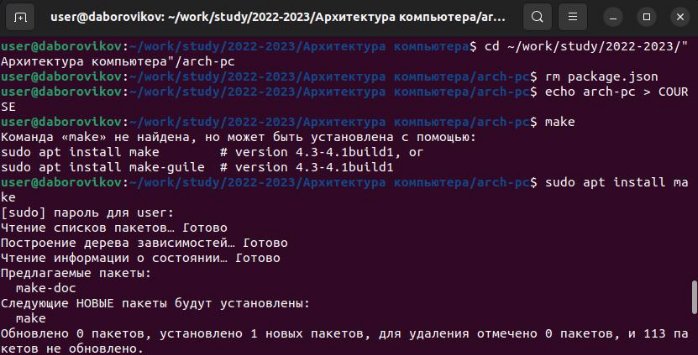 user@daborovikov: ~/work/study/2022-2023/Архитектура компьютера/ar...
user@daborovikov:~/work/study/2022-2023/Архитектура компьютера$ cd ~/work/study/2022-2023/"
Архитектура компьютера"/arch-pc
user@daborovikov:~/work/study/2022-2023/Архитектура компьютера/arch-pc$ rm package.json
user@daborovikov:~/work/study/2022-2023/Архитектура компьютера/arch-pc$ echo arch-pc > COUR
SE
user@daborovikov:~/work/study/2022-2023/Архитектура компьютера/arch-pc$ make
Команда «make» не найдена, но может быть установлена с помощью:
sudo apt install make        # version 4.3-4.1build1, or
sudo apt install make-guile  # version 4.3-4.1build1
user@daborovikov:~/work/study/2022-2023/Архитектура компьютера/arch-pc$ sudo apt install ma
ke
[sudo] пароль для user:
Чтение списков пакетов… Готово
Построение дерева зависимостей… Готово
Чтение информации о состоянии… Готово
Предлагаемые пакеты:
  make-doc
Следующие НОВЫЕ пакеты будут установлены:
  make
Обновлено 0 пакетов, установлено 1 новых пакетов, для удаления отмечено 0 пакетов, и 113 па
кетов не обновлено.